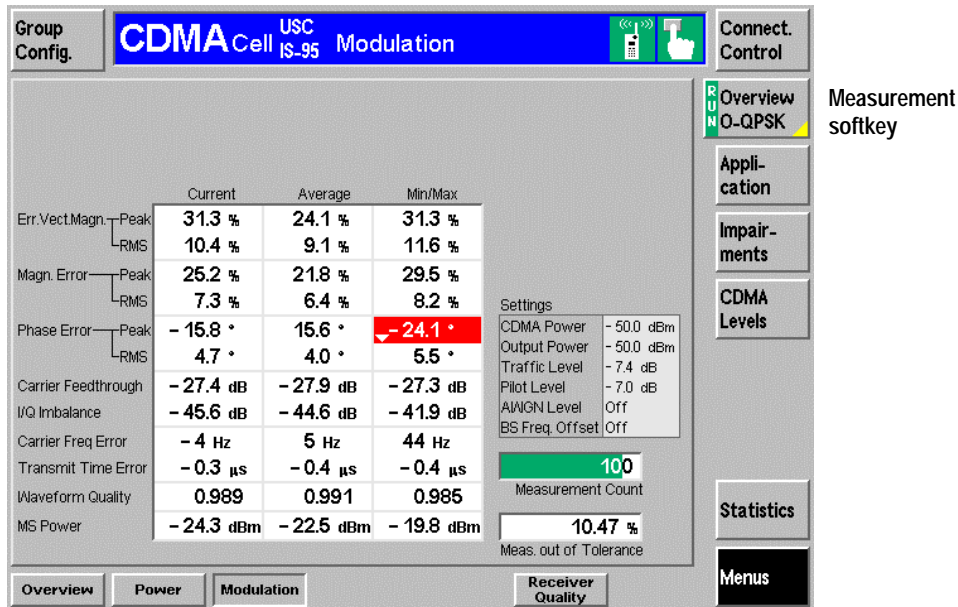 Group Config.
CDMA Cell USC IS-95 Modulation
Connect. Control
RUN Overview O-QPSK
Measurement softkey
Appli-
cation
Impair-
ments
CDMA Levels
Current Average Min/Max
Err.Vect.Magn. Peak 31.3 % 24.1 % 31.3 %
RMS 10.4 % 9.1 % 11.6 %
Magn. Error Peak 25.2 % 21.8 % 29.5 %
RMS 7.3 % 6.4 % 8.2 %
Phase Error Peak – 15.8 ° 15.6 ° – 24.1 °
RMS 4.7 ° 4.0 ° 5.5 °
Carrier Feedthrough – 27.4 dB – 27.9 dB – 27.3 dB
I/Q Imbalance – 45.6 dB – 44.6 dB – 41.9 dB
Carrier Freq Error – 4 Hz 5 Hz 44 Hz
Transmit Time Error – 0.3 µs – 0.4 µs – 0.4 µs
Waveform Quality 0.989 0.991 0.985
MS Power – 24.3 dBm – 22.5 dBm – 19.8 dBm
Settings
CDMA Power – 50.0 dBm
Output Power – 50.0 dBm
Traffic Level – 7.4 dB
Pilot Level – 7.0 dB
AWGN Level Off
BS Freq. Offset Off
100
Measurement Count
10.47 %
Meas. out of Tolerance
Statistics
Menus
Overview Power Modulation Receiver Quality